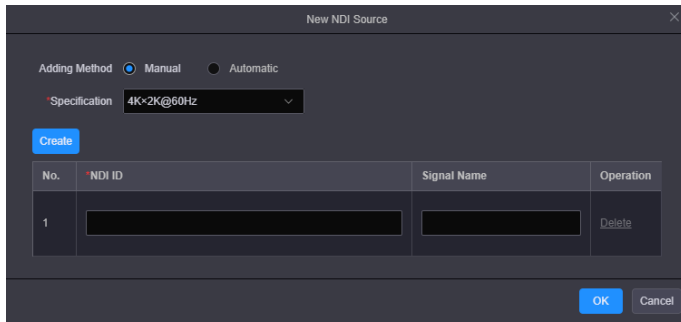 New NDI Source
Adding Method Manual Automatic
*Specification 4K×2K@60Hz
Create
No. *NDI ID Signal Name Operation
1 Delete
OK Cancel